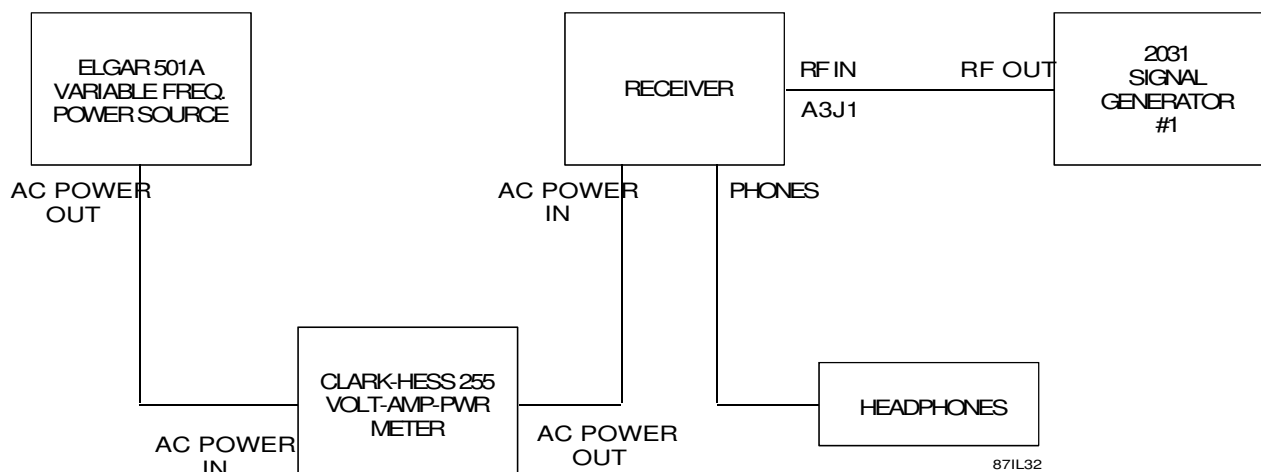 ELGAR 501A
VARIABLE FREQ.
POWER SOURCE
RECEIVER
RF IN
RF OUT
A3J1
2031
SIGNAL
GENERATOR
#1
AC POWER
OUT
AC POWER
IN
PHONES
CLARK-HESS 255
VOLT-AMP-PWR
METER
HEADPHONES
AC POWER
IN
AC POWER
OUT
87IL32